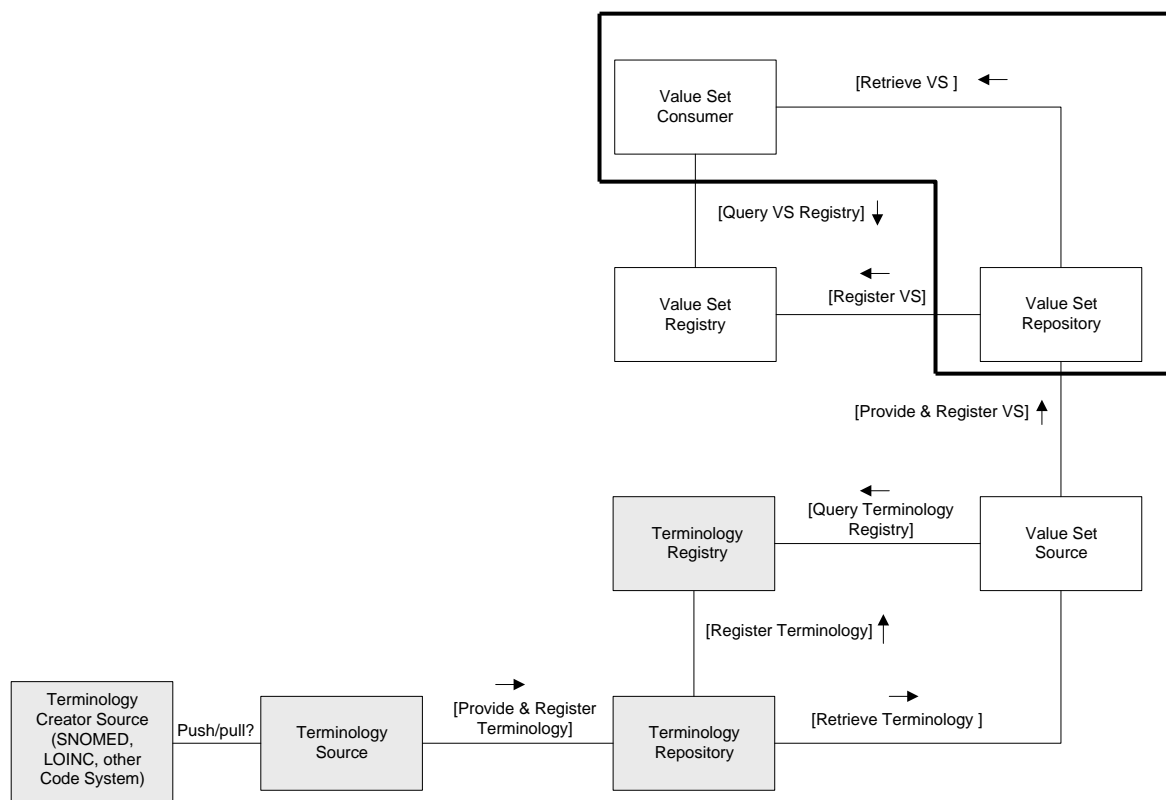 [Retrieve VS ]
Value Set
Consumer
[Query VS Registry]
[Register VS]
Value Set
Registry
Value Set
Repository
[Provide & Register VS]
[Query Terminology
Registry]
Terminology
Registry
Value Set
Source
[Register Terminology]
Terminology
Creator Source
(SNOMED,
LOINC, other
Code System)
Push/pull?
Terminology
Source
[Provide & Register
Terminology]
Terminology
Repository
[Retrieve Terminology ]